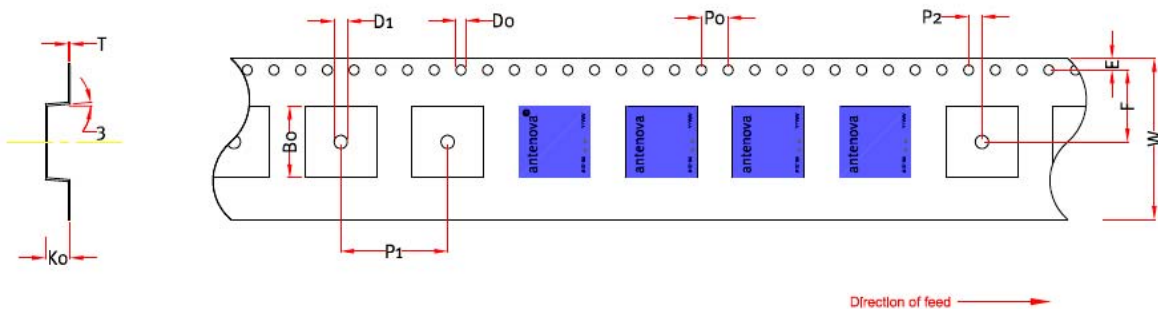 T
3
Ko
D1
Do
Po
P2
E
F
W
Bo
P1
antenova
antenova
antenova
antenova
Direction of feed